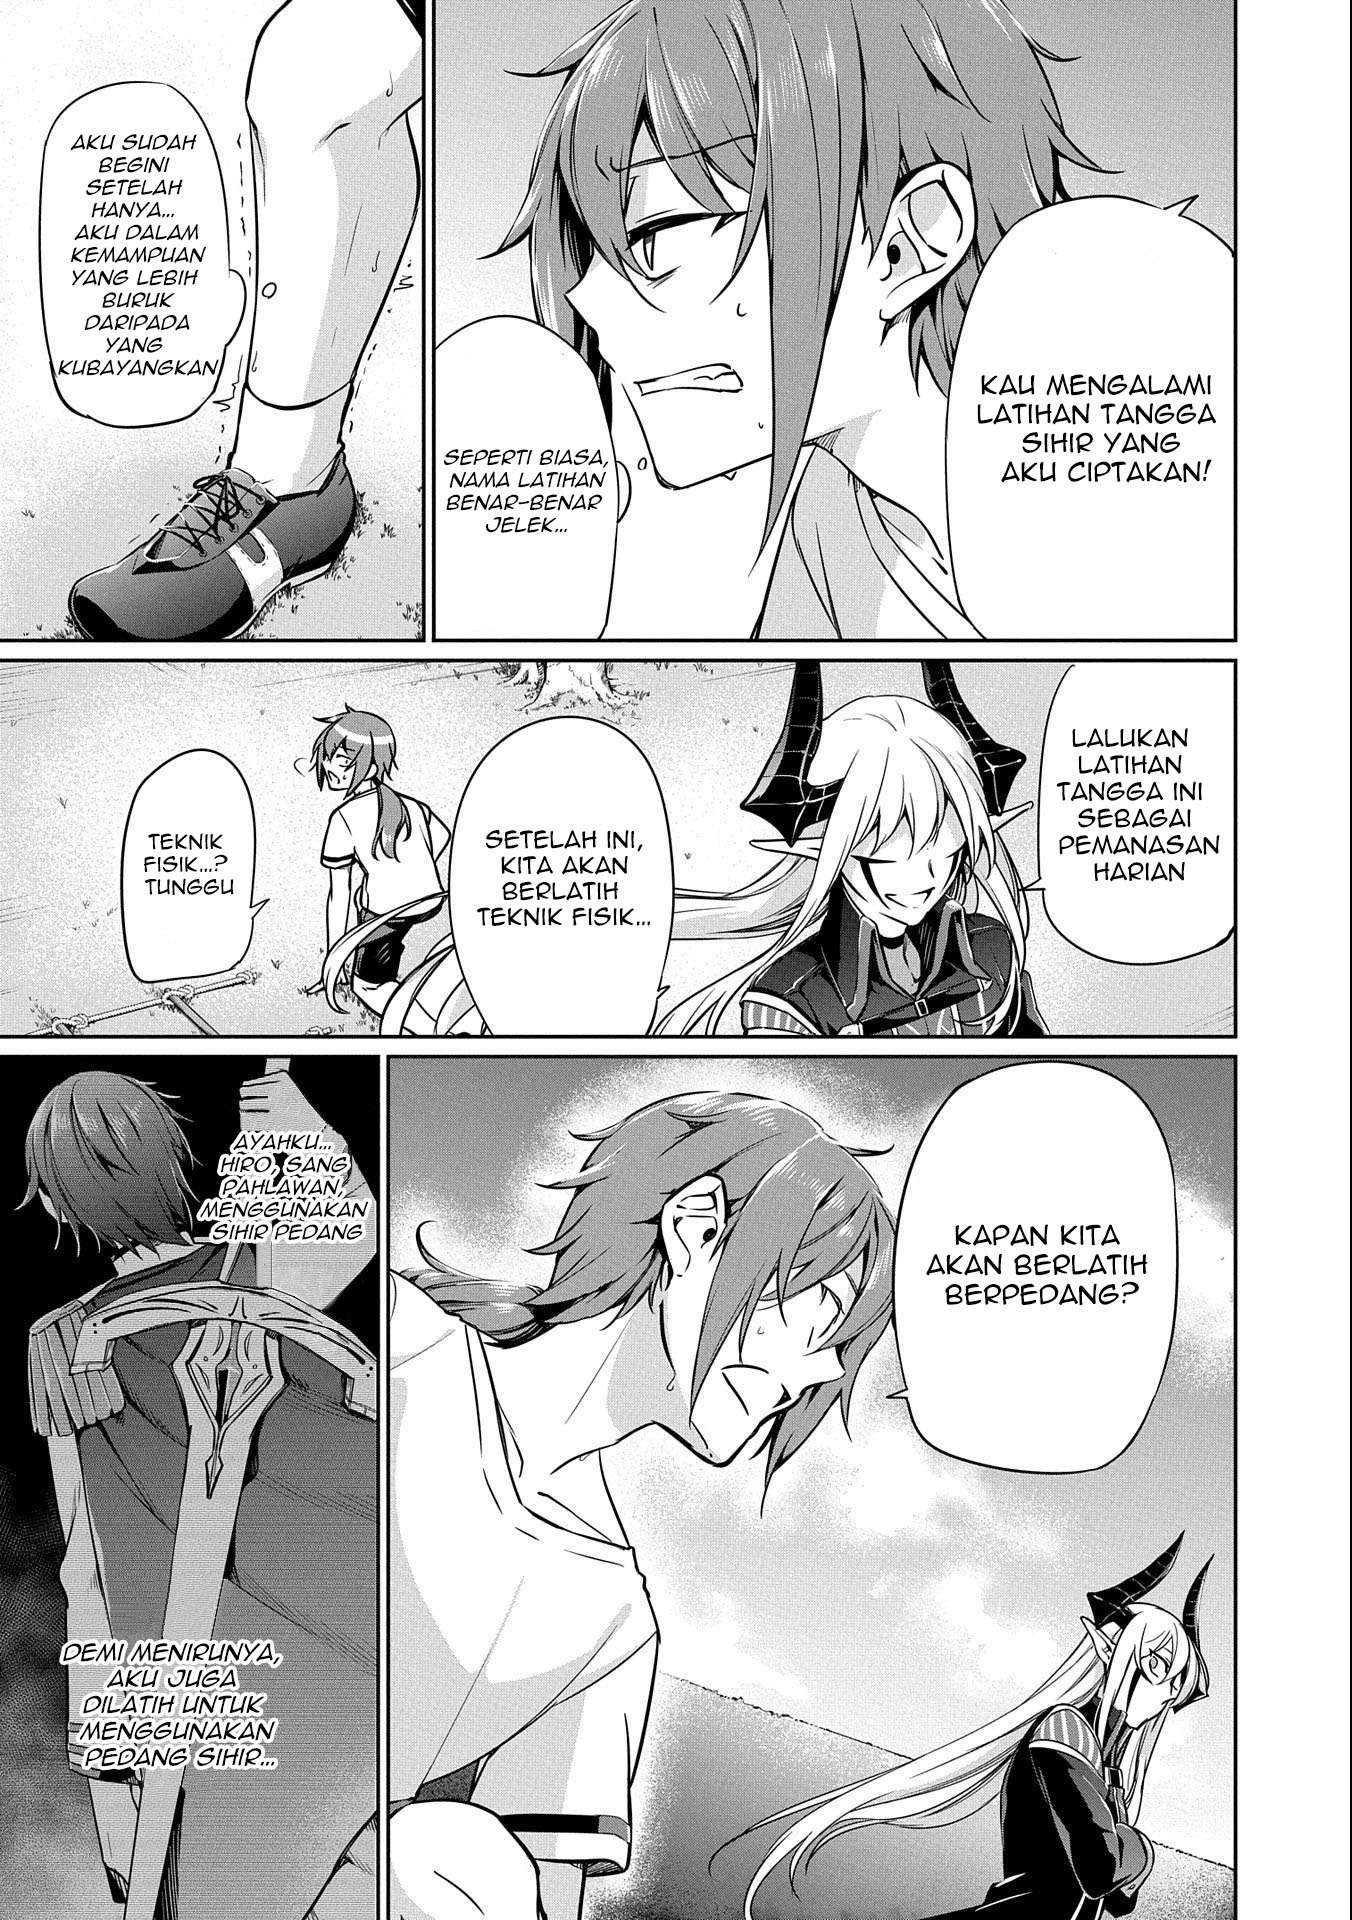 KAU MENGALAMI
LATIHAN TANGGA
SIHIR YANG
AKU CIPTAKAN!
SEPERTI BIASA,
NAMA LATIHAN
BENAR-BENAR
JELEK...
AKU SUDAH
BEGINI
SETELAH
HANYA...
AKU DALAM
KEMAMPUAN
YANG LEBIH
BURUK
DARIPADA
YANG
KUBAYANGKAN
LALUKAN
LATIHAN
TANGGA INI
SEBAGAI
PEMANASAN
HARIAN
SETELAH INI,
KITA AKAN
BERLATIH
TEKNIK FISIK...
TEKNIK
FISIK...?
TUNGGU
KAPAN KITA
AKAN BERLATIH
BERPEDANG?
AYAHKU...
HIRO, SANG
PAHLAWAN,
MENGGUNAKAN
SIHIR PEDANG
DEMI MENIRUNYA,
AKU JUGA
DILATIH UNTUK
MENGGUNAKAN
PEDANG SIHIR...